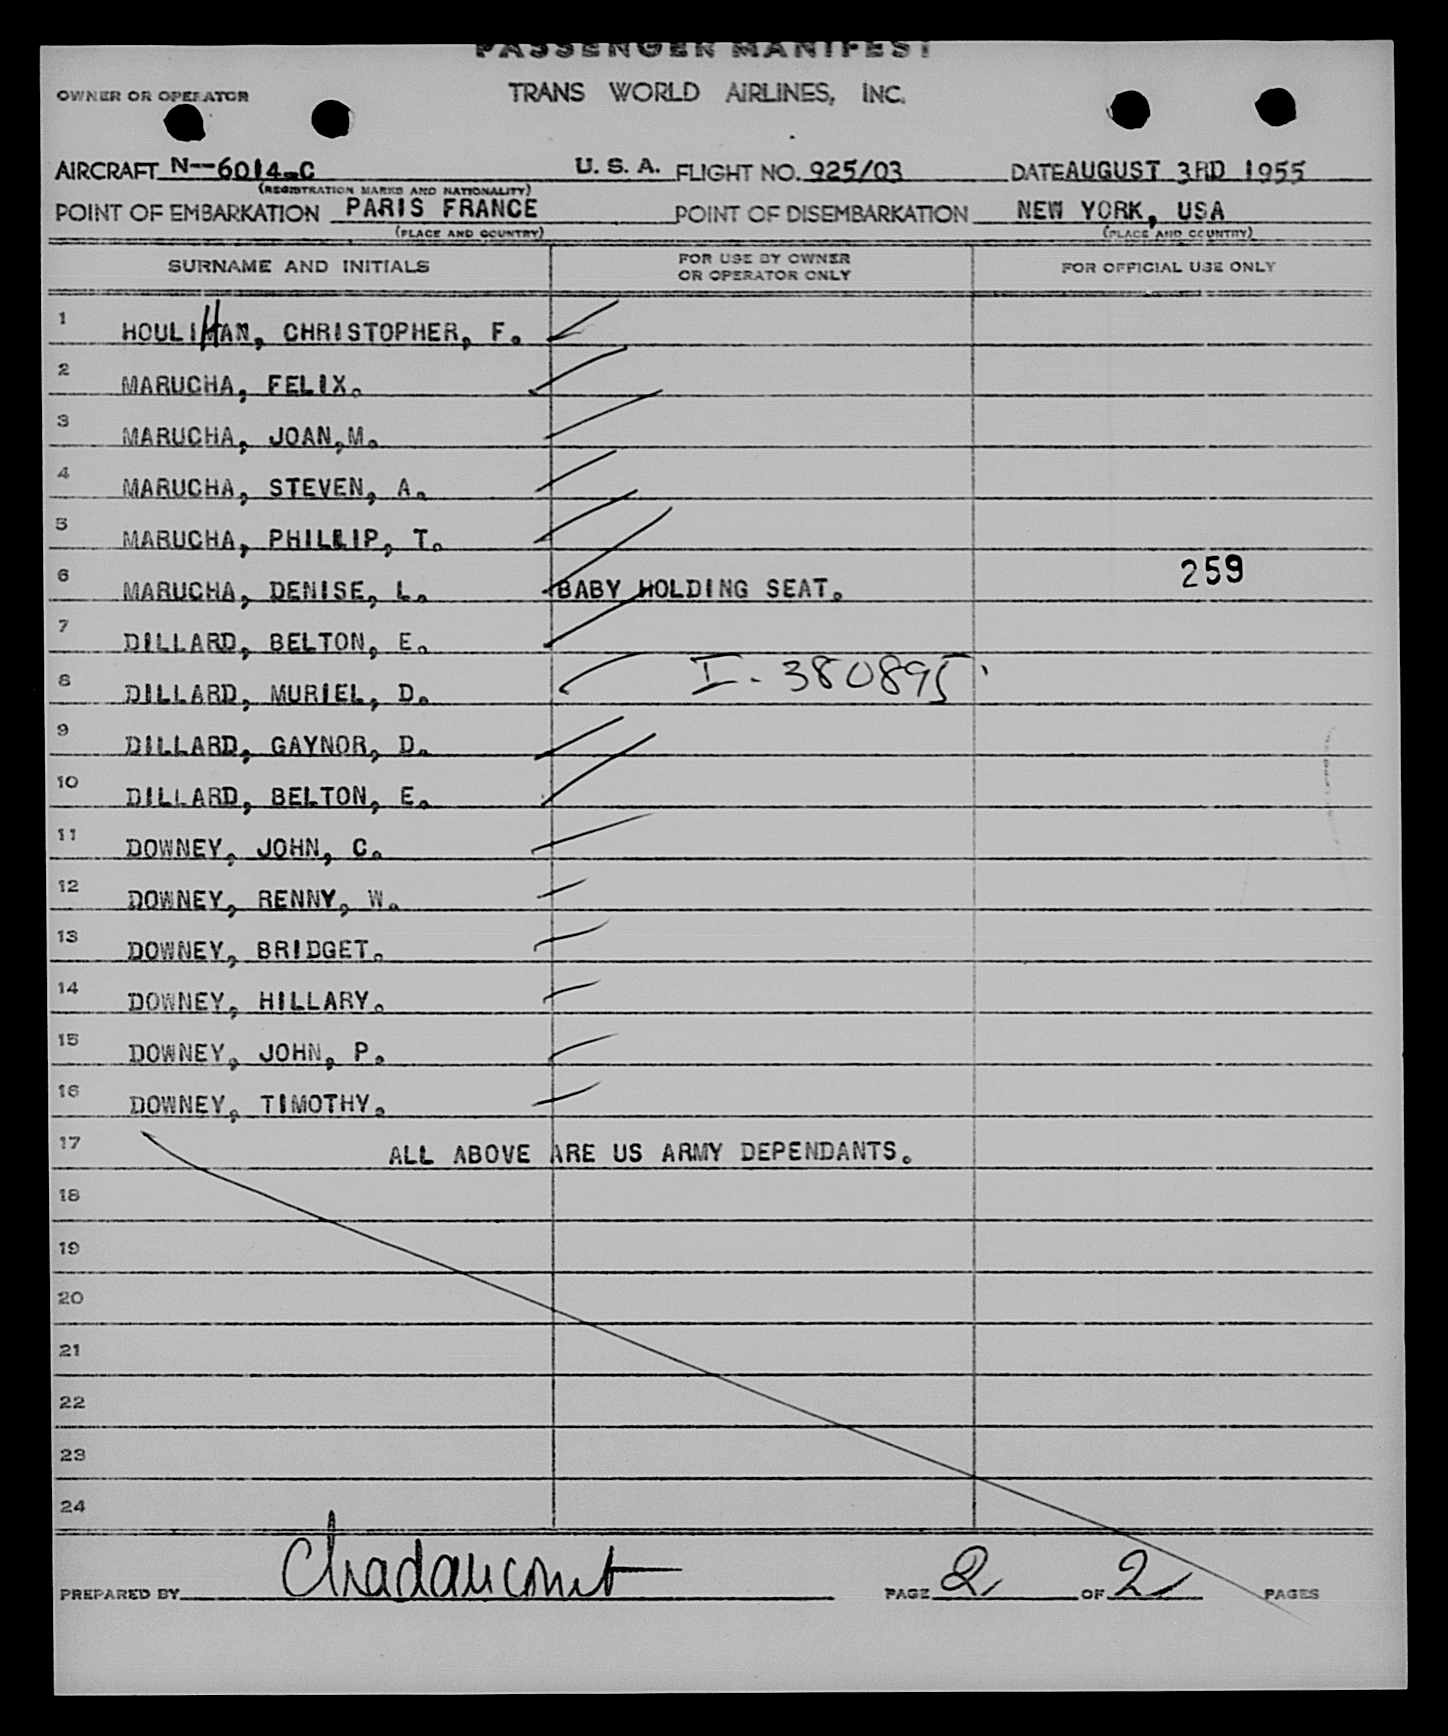 PASSENGER MANIFEST
OWNER OR OPERATOR TRANS WORLD AIRLINES, INC.
AIRCRAFT N--6014-C U. S. A. FLIGHT NO. 925/03 DATE AUGUST 3RD 1955
(REGISTRATION MARKS AND NATIONALITY)
POINT OF EMBARKATION PARIS FRANCE POINT OF DISEMBARKATION NEW YORK, USA
(PLACE AND COUNTRY) (PLACE AND COUNTRY)
SURNAME AND INITIALS FOR USE BY OWNER OR OPERATOR ONLY FOR OFFICIAL USE ONLY
1 HOULIHAN, CHRISTOPHER, F.
2 MARUCHA, FELIX.
3 MARUCHA, JOAN,M.
4 MARUCHA, STEVEN, A.
5 MARUCHA, PHILLIP, T.
6 MARUCHA, DENISE, L. BABY HOLDING SEAT. 259
7 DILLARD, BELTON, E.
8 DILLARD, MURIEL, D. I-380895
9 DILLARD, GAYNOR, D.
10 DILLARD, BELTON, E.
11 DOWNEY, JOHN, C.
12 DOWNEY, RENNY, W.
13 DOWNEY, BRIDGET.
14 DOWNEY, HILLARY.
15 DOWNEY, JOHN, P.
16 DOWNEY, TIMOTHY.
17 ALL ABOVE ARE US ARMY DEPENDANTS.
18
19
20
21
22
23
24
PREPARED BY PAGE 2 OF 2 PAGES